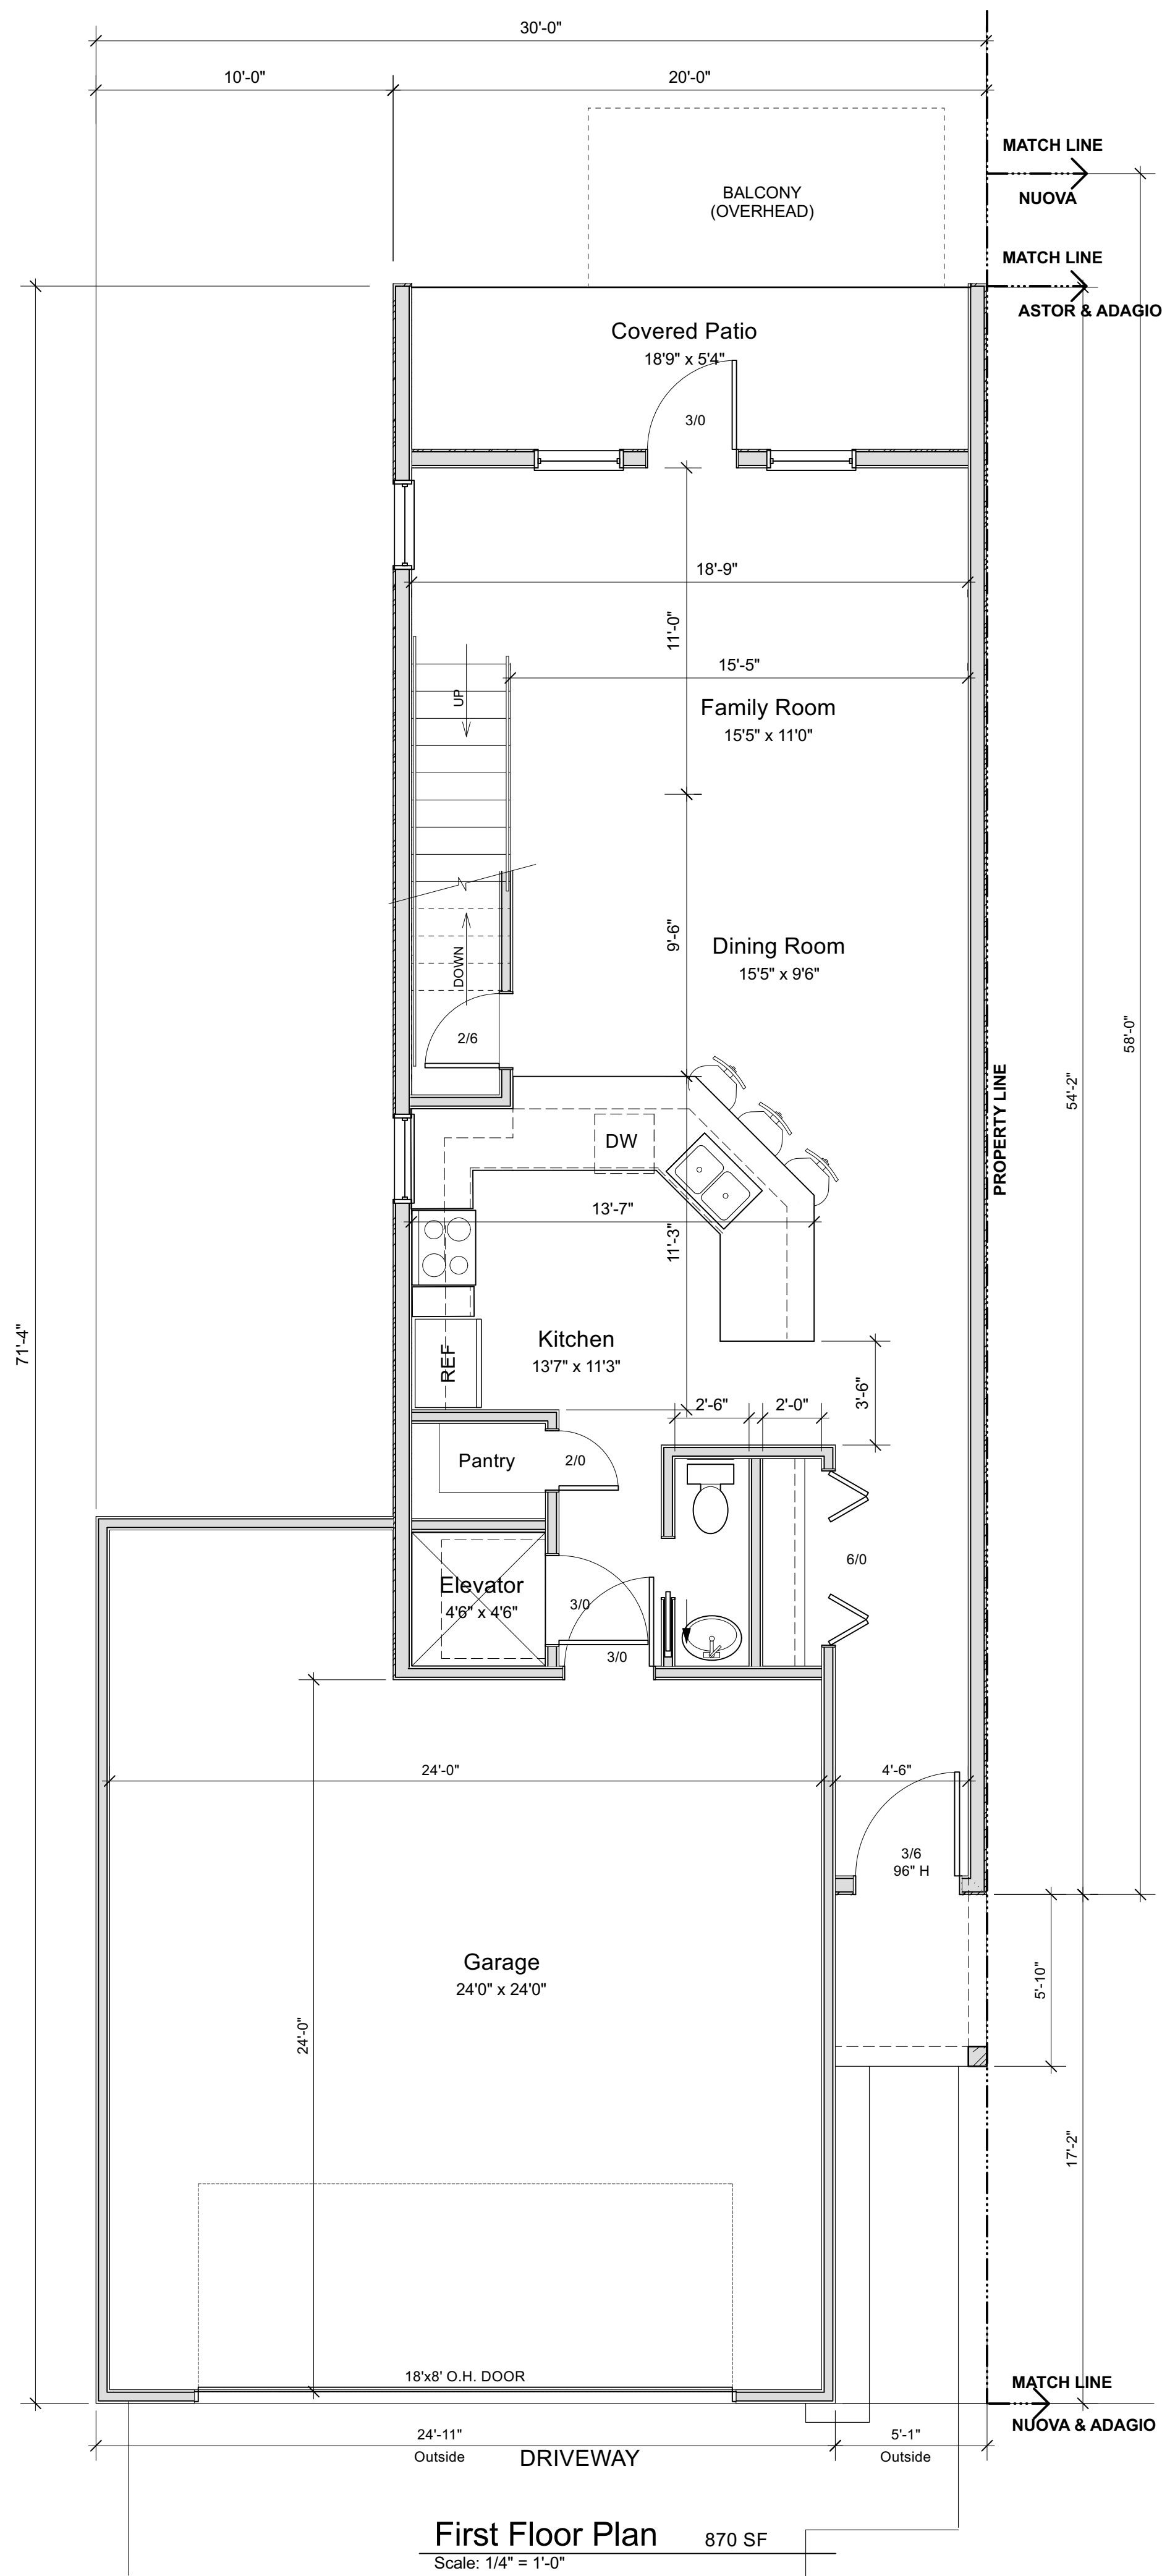 30'-0"
10'-0"
20'-0"
MATCH LINE
NUOVA
BALCONY
(OVERHEAD)
MATCH LINE
ASTOR & ADAGIO
Covered Patio
18'9" x 5'4"
3/0
18'-9"
11'-0"
15'-5"
UP
Family Room
15'5" x 11'0"
9'-6"
Dining Room
15'5" x 9'6"
DOWN
2/6
58'-0"
54'-2"
PROPERTY LINE
DW
13'-7"
11'-3"
71'-4"
Kitchen
13'7" x 11'3"
REF
3'-6"
2'-6"
2'-0"
Pantry
2/0
6/0
Elevator
4'6" x 4'6"
3/0
3/0
24'-0"
4'-6"
3/6
96" H
Garage
24'0" x 24'0"
5'-10"
24'-0"
17'-2"
18'x8' O.H. DOOR
MATCH LINE
NUOVA & ADAGIO
24'-11"
Outside
5'-1"
Outside
DRIVEWAY
First Floor Plan
870 SF
Scale: 1/4" = 1'-0"